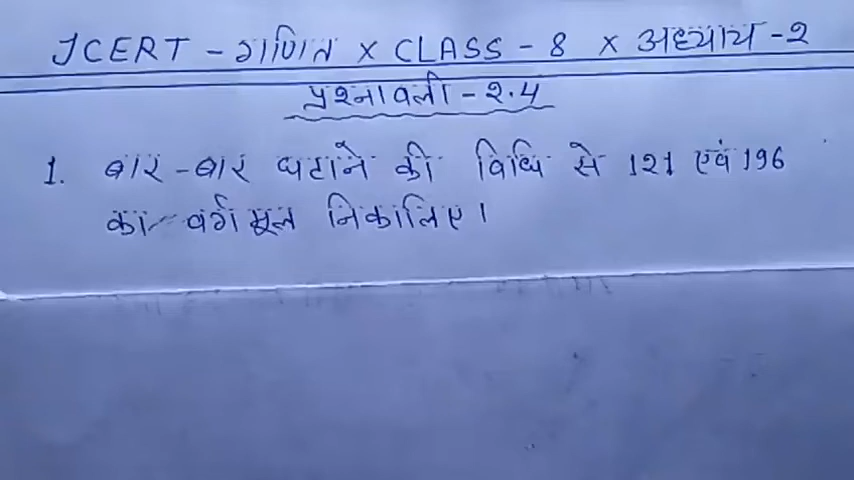 JCERT - गणित × CLASS - 8 × अध्याय - 2
प्रश्नावली - 2.4
1. बार - बार घटाने की विधि से 121 एवं 196
का वर्गमूल निकालिए।